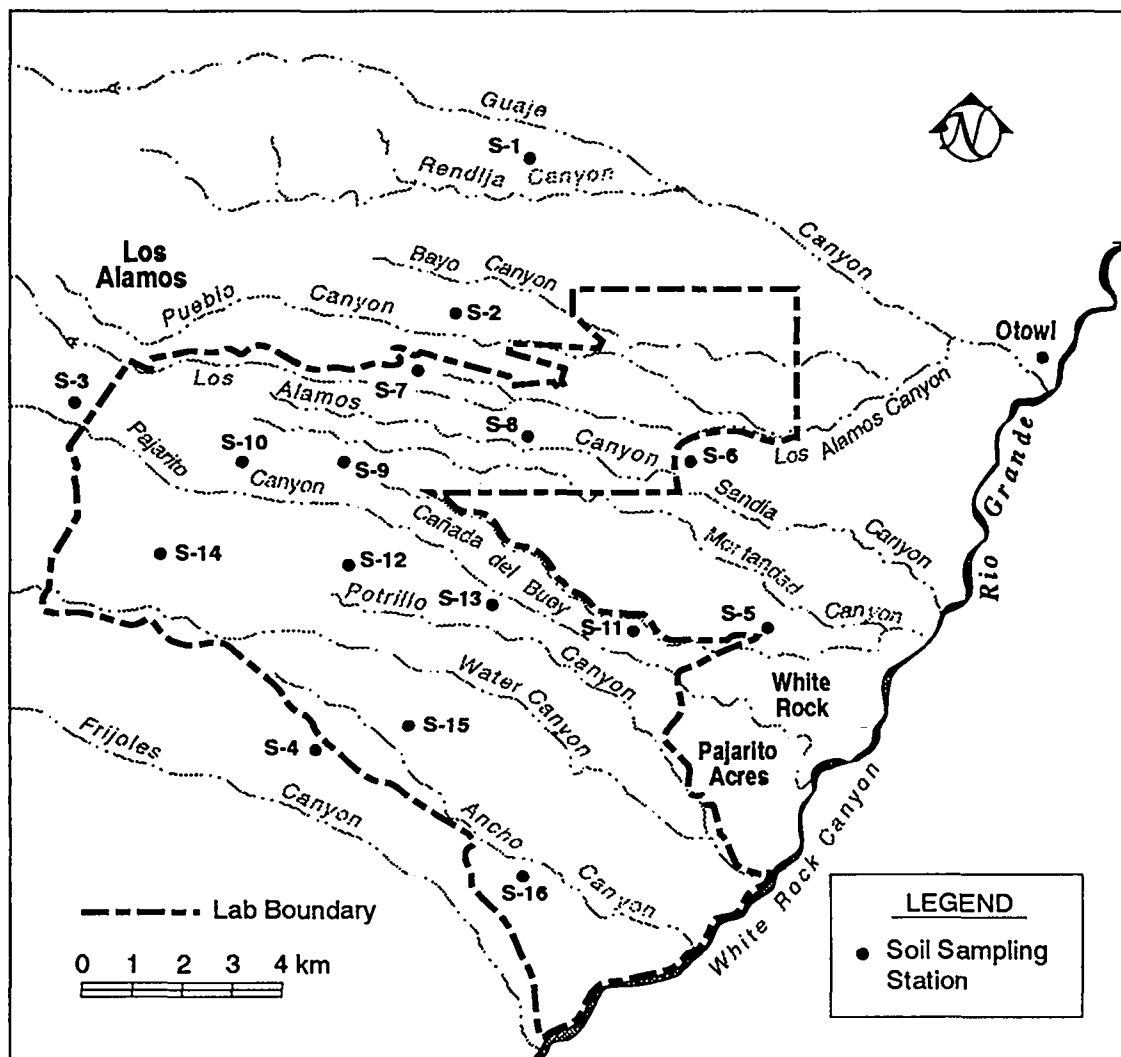 Guaje
S-1
Rendija Canyon
N
Canyon
Los
Alamos
Bayo Canyon
Pueblo Canyon
S-2
Otowi
S-3
Los Alamos Canyon
S-7
S-8
Los Alamos Canyon
S-10
S-9
S-6
Pajarito Canyon
Sandia Canyon
Rio Grande
Cañada del Buey
Mortandad Canyon
S-14
S-12
S-13
Potrillo Canyon
S-11
S-5
Water Canyon
White
Rock
S-15
S-4
Frijoles Canyon
Pajarito
Acres
Ancho Canyon
S-16
White Rock Canyon
Lab Boundary
0 1 2 3 4 km
LEGEND
Soil Sampling
Station